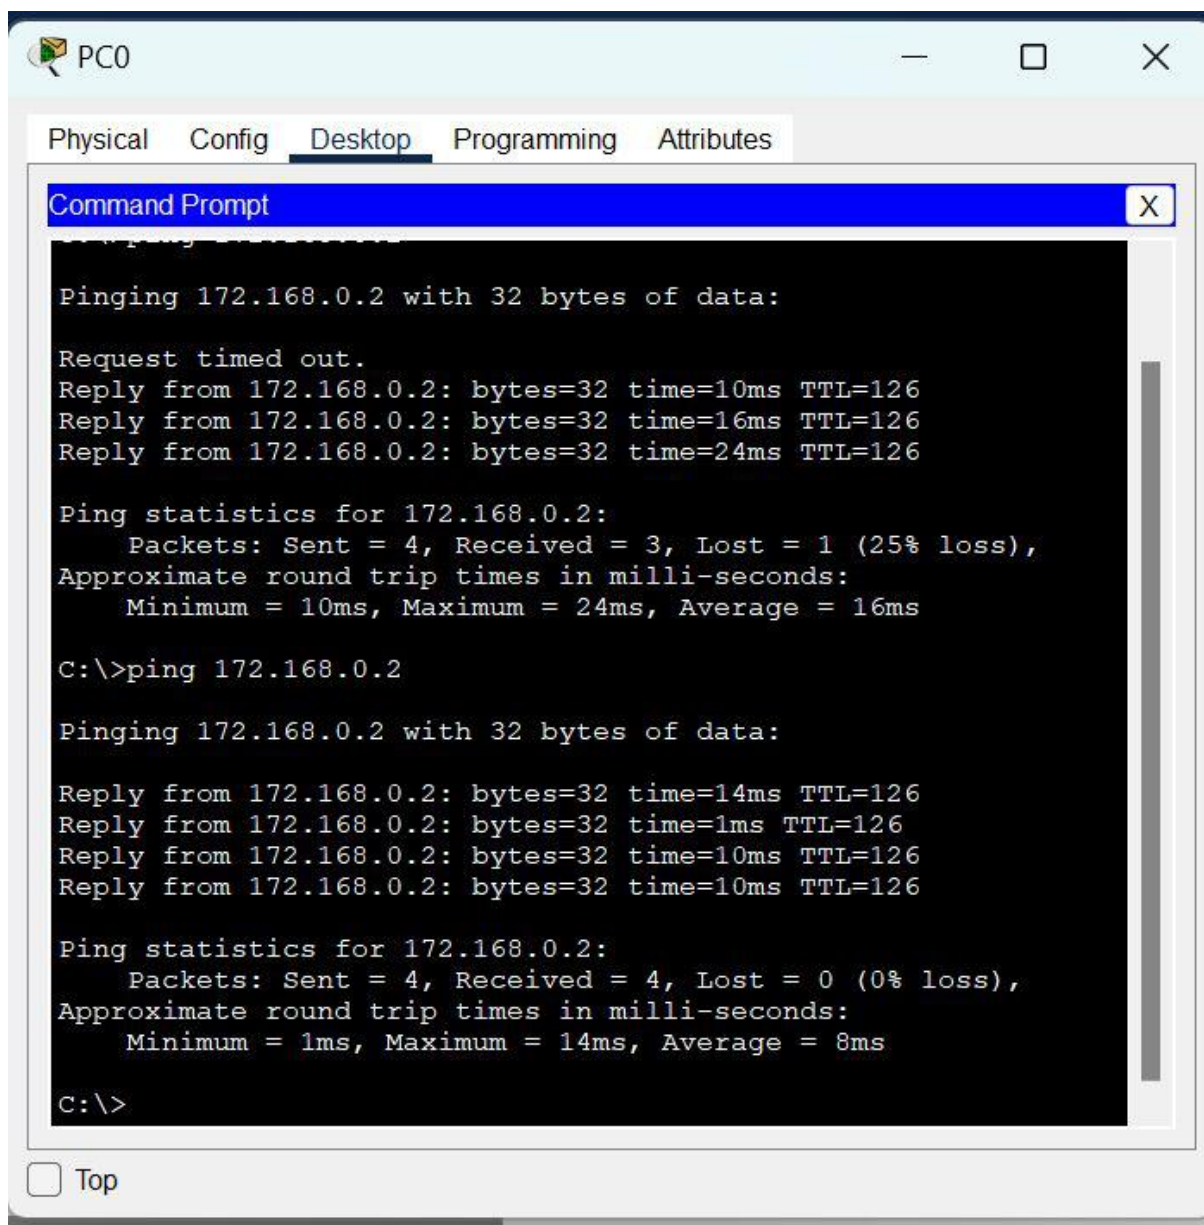 PC0
Physical Config Desktop Programming Attributes
Command Prompt X
Pinging 172.168.0.2 with 32 bytes of data:
Request timed out.
Reply from 172.168.0.2: bytes=32 time=10ms TTL=126
Reply from 172.168.0.2: bytes=32 time=16ms TTL=126
Reply from 172.168.0.2: bytes=32 time=24ms TTL=126
Ping statistics for 172.168.0.2:
Packets: Sent = 4, Received = 3, Lost = 1 (25% loss),
Approximate round trip times in milli-seconds:
Minimum = 10ms, Maximum = 24ms, Average = 16ms
C:\>ping 172.168.0.2
Pinging 172.168.0.2 with 32 bytes of data:
Reply from 172.168.0.2: bytes=32 time=14ms TTL=126
Reply from 172.168.0.2: bytes=32 time=1ms TTL=126
Reply from 172.168.0.2: bytes=32 time=10ms TTL=126
Reply from 172.168.0.2: bytes=32 time=10ms TTL=126
Ping statistics for 172.168.0.2:
Packets: Sent = 4, Received = 4, Lost = 0 (0% loss),
Approximate round trip times in milli-seconds:
Minimum = 1ms, Maximum = 14ms, Average = 8ms
C:\>
Top